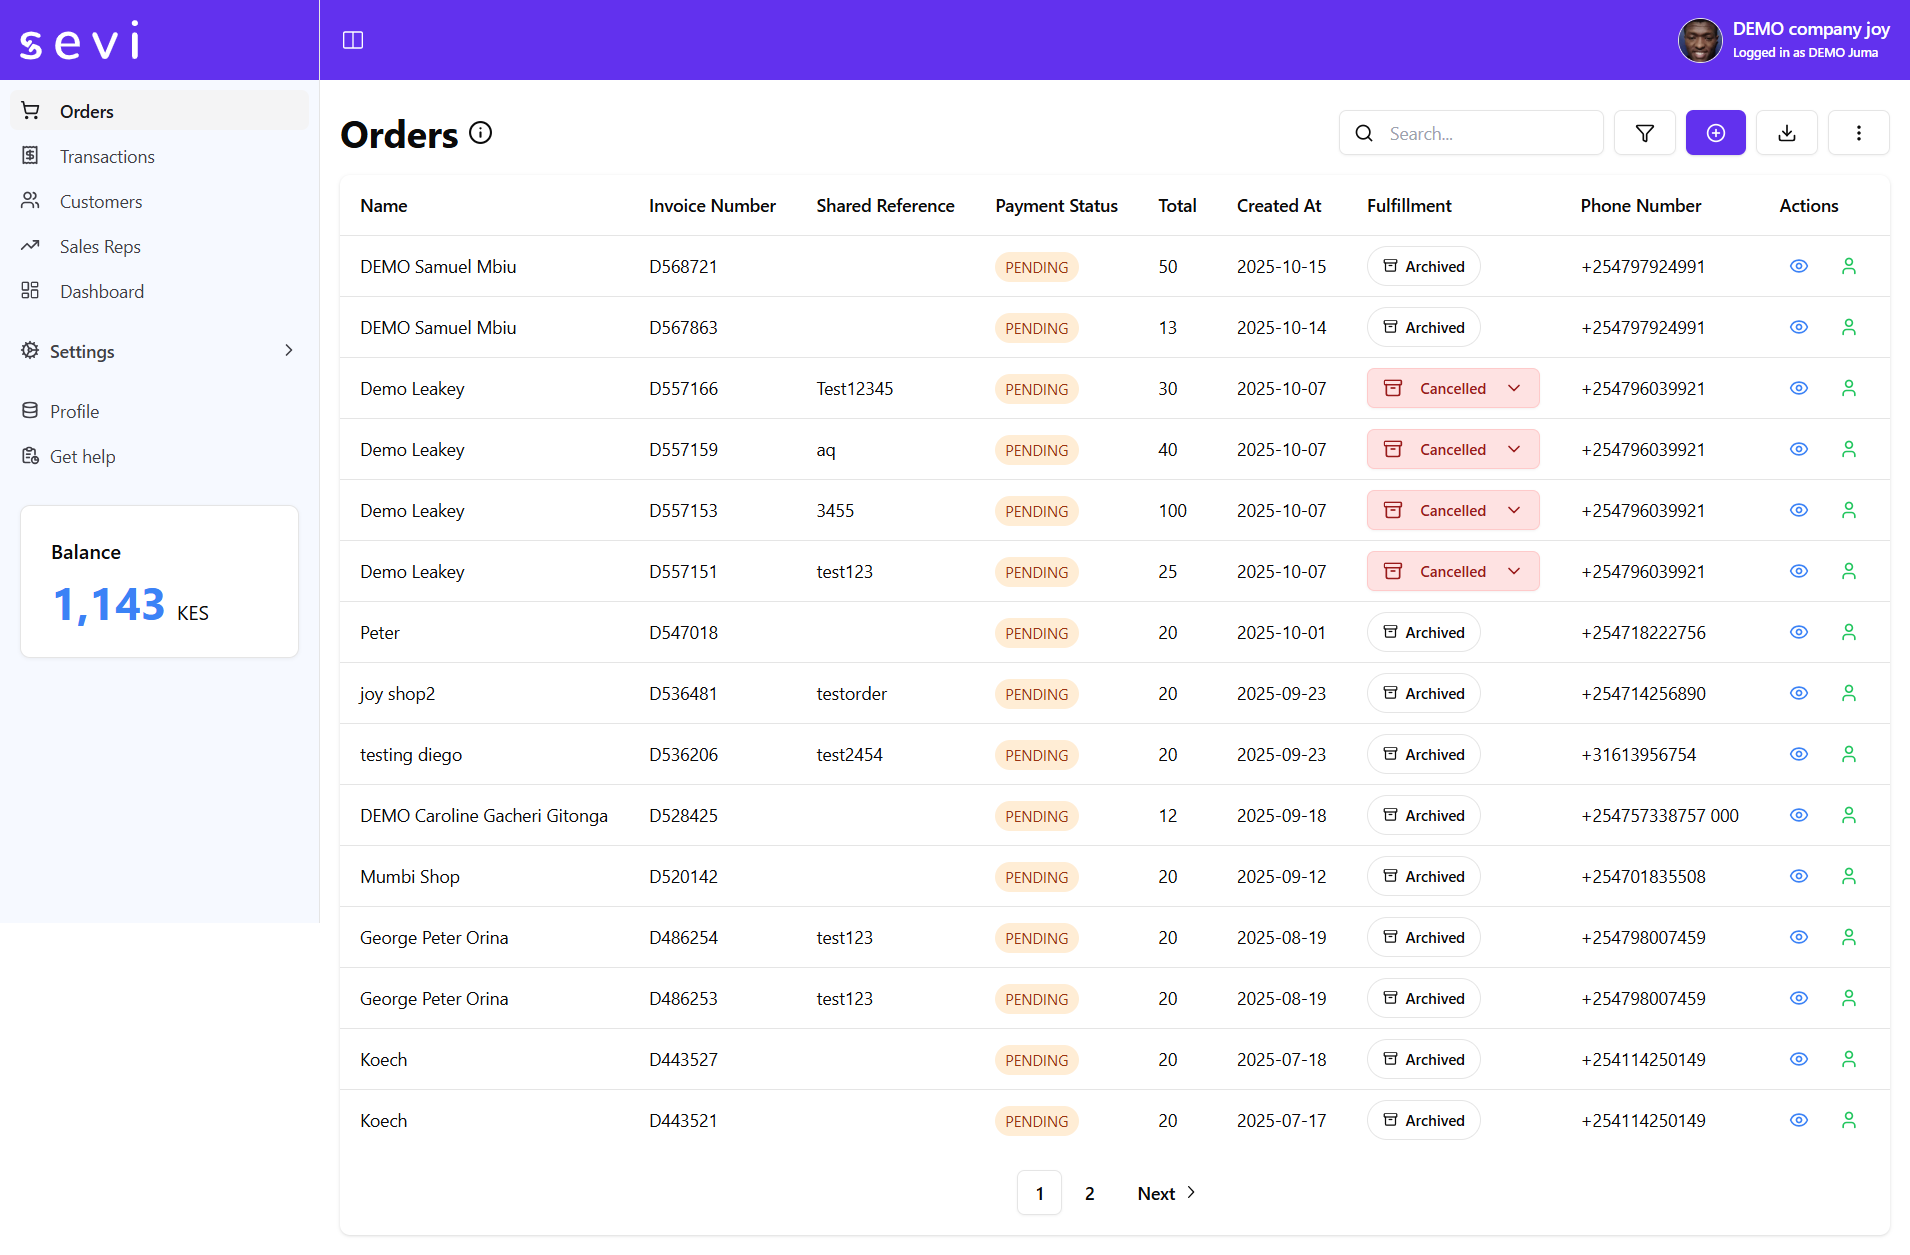 sevi
DEMO company joy
Logged in as DEMO Juma
Orders
Transactions
Customers
Sales Reps
Dashboard
Settings
Profile
Get help
Balance
1,143 KES
Orders
Search...
Name Invoice Number Shared Reference Payment Status Total Created At Fulfillment Phone Number Actions
DEMO Samuel Mbiu D568721 PENDING 50 2025-10-15 Archived +254797924991
DEMO Samuel Mbiu D567863 PENDING 13 2025-10-14 Archived +254797924991
Demo Leakey D557166 Test12345 PENDING 30 2025-10-07 Cancelled +254796039921
Demo Leakey D557159 aq PENDING 40 2025-10-07 Cancelled +254796039921
Demo Leakey D557153 3455 PENDING 100 2025-10-07 Cancelled +254796039921
Demo Leakey D557151 test123 PENDING 25 2025-10-07 Cancelled +254796039921
Peter D547018 PENDING 20 2025-10-01 Archived +254718222756
joy shop2 D536481 testorder PENDING 20 2025-09-23 Archived +254714256890
testing diego D536206 test2454 PENDING 20 2025-09-23 Archived +31613956754
DEMO Caroline Gacheri Gitonga D528425 PENDING 12 2025-09-18 Archived +254757338757 000
Mumbi Shop D520142 PENDING 20 2025-09-12 Archived +254701835508
George Peter Orina D486254 test123 PENDING 20 2025-08-19 Archived +254798007459
George Peter Orina D486253 test123 PENDING 20 2025-08-19 Archived +254798007459
Koech D443527 PENDING 20 2025-07-18 Archived +254114250149
Koech D443521 PENDING 20 2025-07-17 Archived +254114250149
1 2 Next